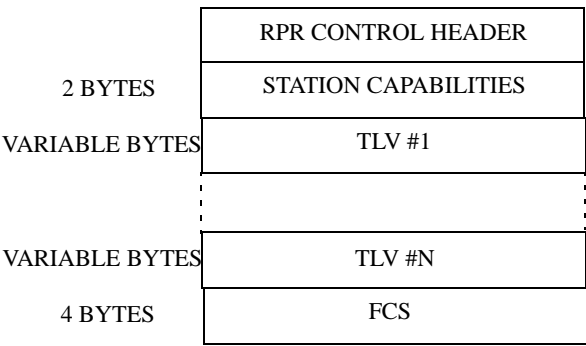 RPR CONTROL HEADER
2 BYTES STATION CAPABILITIES
VARIABLE BYTES TLV #1
VARIABLE BYTES TLV #N
4 BYTES FCS